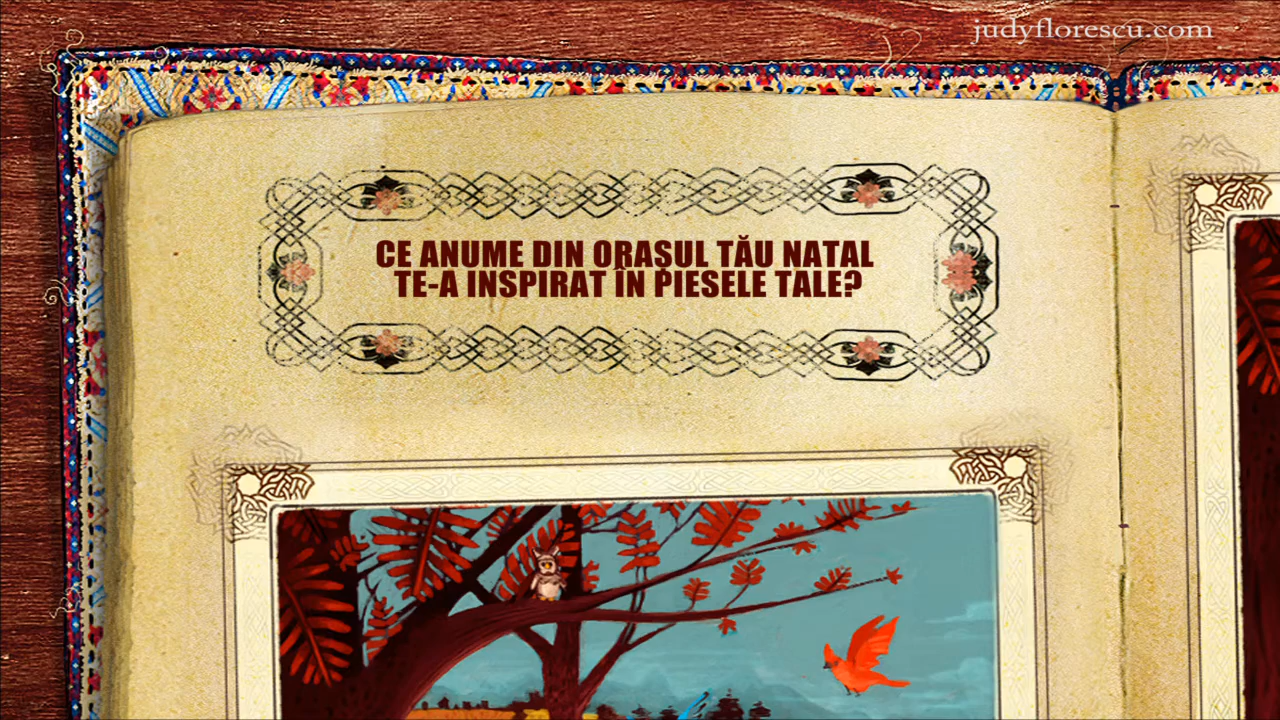 judyflorescu.com
CE ANUME DIN ORAȘUL TĂU NATAL
TE-A INSPIRAT ÎN PIESELE TALE?